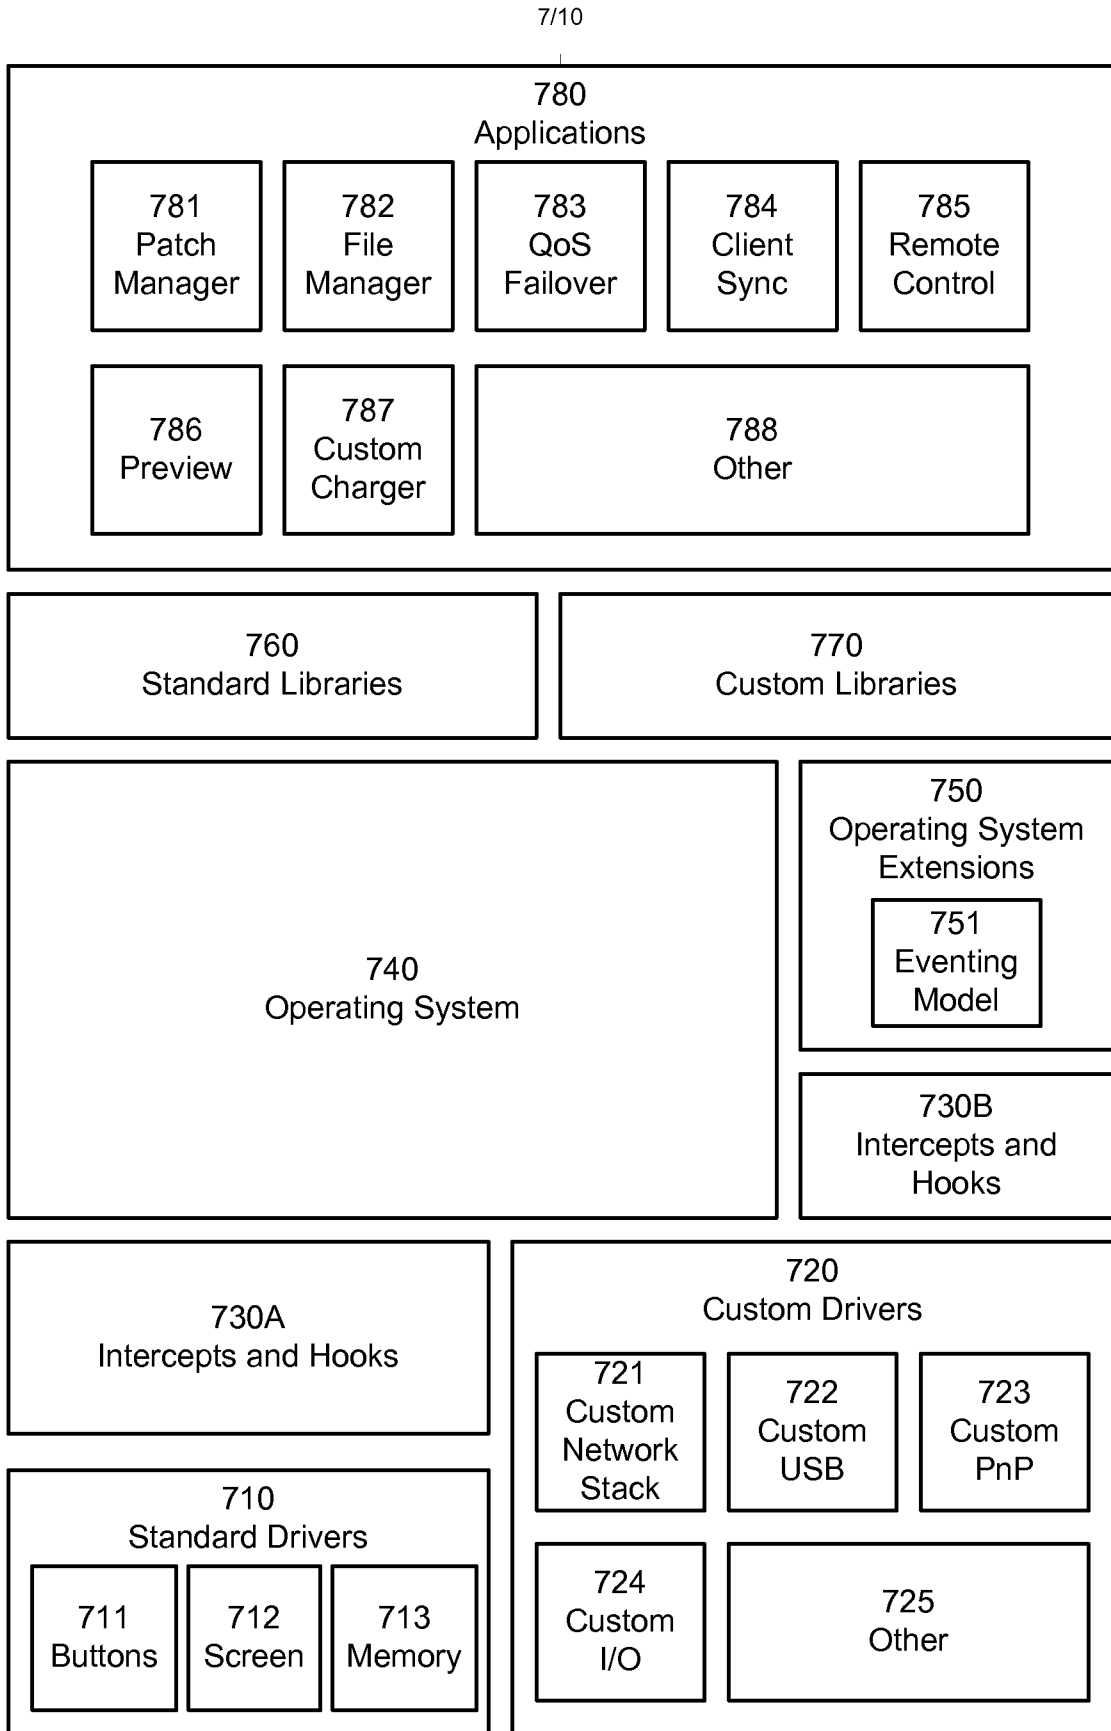 7/10
780
Applications
781
Patch
Manager
782
File
Manager
783
QoS
Failover
784
Client
Sync
785
Remote
Control
786
Preview
787
Custom
Charger
788
Other
760
Standard Libraries
770
Custom Libraries
740
Operating System
750
Operating System
Extensions
751
Eventing
Model
730B
Intercepts and
Hooks
730A
Intercepts and Hooks
720
Custom Drivers
721
Custom
Network
Stack
722
Custom
USB
723
Custom
PnP
724
Custom
I/O
725
Other
710
Standard Drivers
711
Buttons
712
Screen
713
Memory